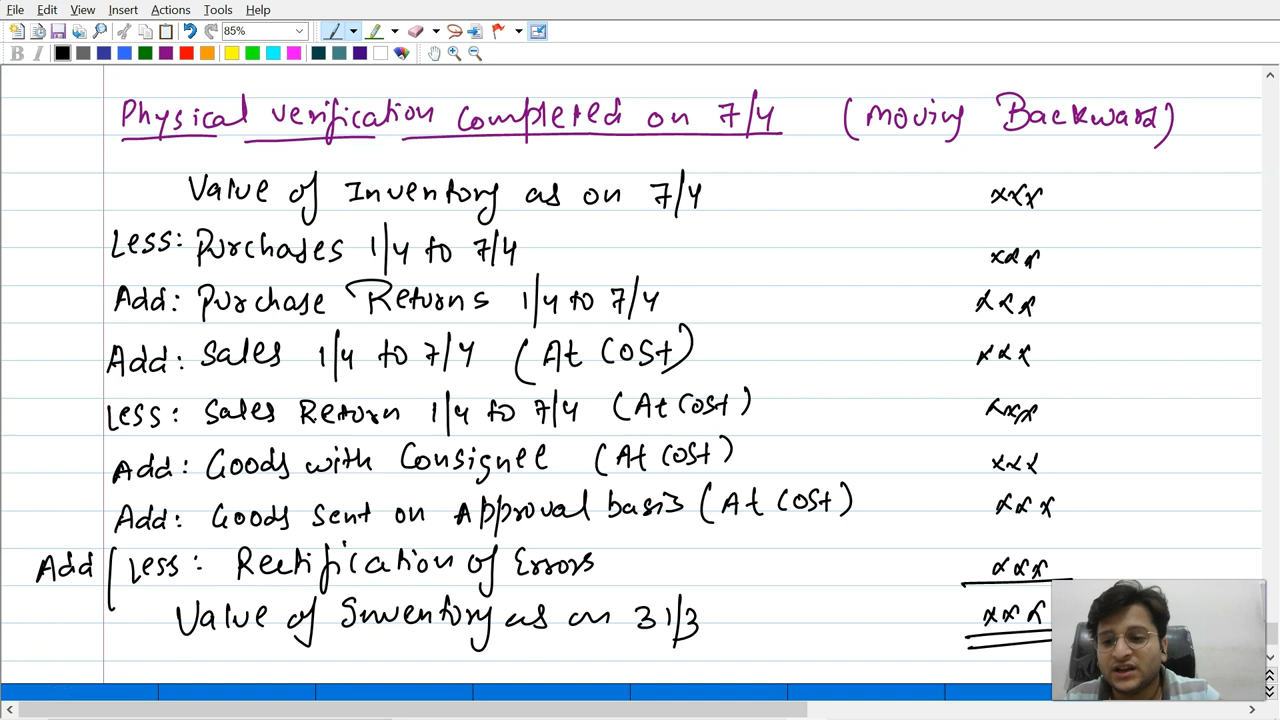 File Edit View Insert Actions Tools Help
85%
B I
Physical verification completed on 7/4 (Moving Backward)
Value of Inventory as on 7/4 xxx
Less: Purchases 1/4 to 7/4 xxx
Add: Purchase Returns 1/4 to 7/4 xxx
Add: Sales 1/4 to 7/4 (At Cost) xxx
Less: Sales Return 1/4 to 7/4 (At Cost) xxx
Add: Goods with Consignee (At Cost) xxx
Add: Goods Sent on Approval basis (At Cost) xxx
Add / Less: Rectification of Errors xxx
Value of Inventory as on 31/3 xxx